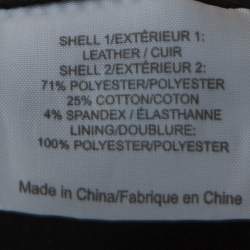 SHELL 1/EXTÉRIEUR 1:
LEATHER / CUIR
SHELL 2/EXTÉRIEUR 2:
71% POLYESTER/POLYESTER
25% COTTON/COTON
4% SPANDEX / ÉLASTHANNE
LINING/DOUBLURE:
100% POLYESTER/POLYESTER
Made in China/Fabrique en Chine